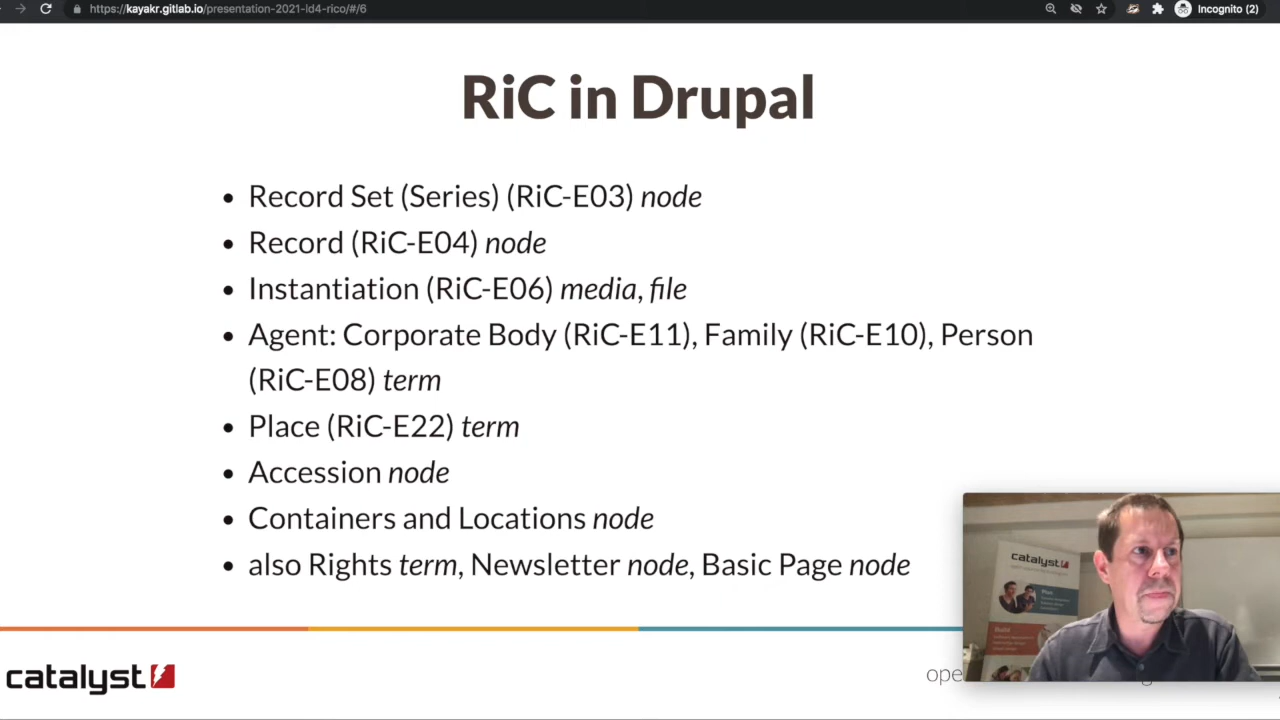 https://kayakr.gitlab.io/presentation-2021-ld4-rico/#/6
Incognito (2)
RiC in Drupal
• Record Set (Series) (RiC-E03) node
• Record (RiC-E04) node
• Instantiation (RiC-E06) media, file
• Agent: Corporate Body (RiC-E11), Family (RiC-E10), Person
(RiC-E08) term
• Place (RiC-E22) term
• Accession node
• Containers and Locations node
• also Rights term, Newsletter node, Basic Page node
catalyst
catalyst
Build